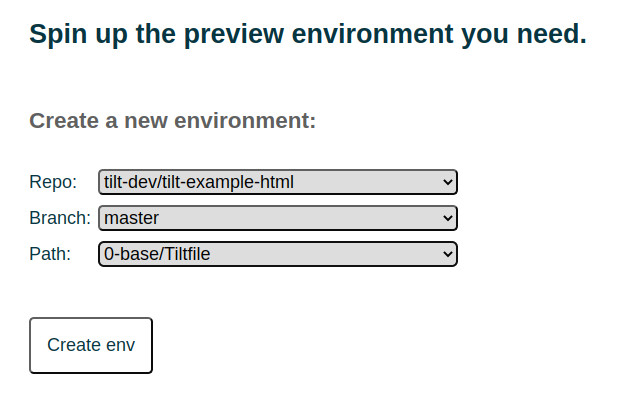 Spin up the preview environment you need.
Create a new environment:
Repo: tilt-dev/tilt-example-html
Branch: master
Path: 0-base/Tiltfile
Create env